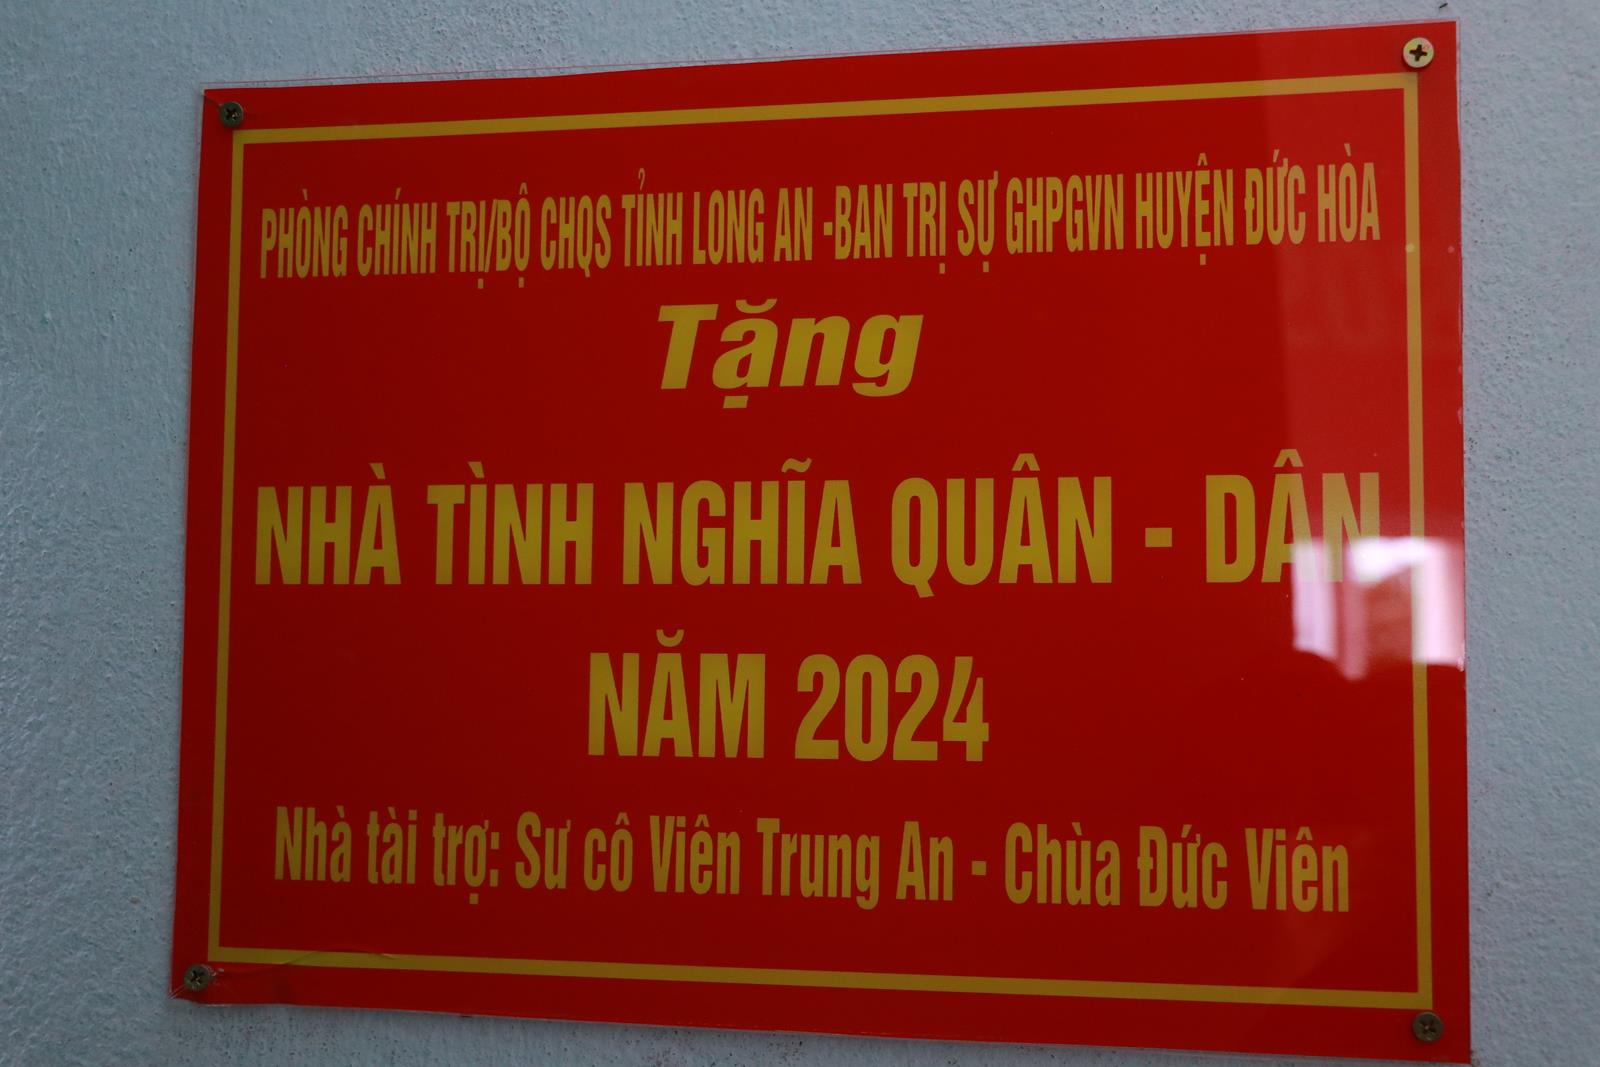 PHÒNG CHÍNH TRỊ/BỘ CHQS TỈNH LONG AN -BAN TRỊ SỰ GHPGVN HUYỆN ĐỨC HÒA
Tặng
NHÀ TÌNH NGHĨA QUÂN - DÂN
NĂM 2024
Nhà tài trợ: Sư cô Viên Trung An - Chùa Đức Viên